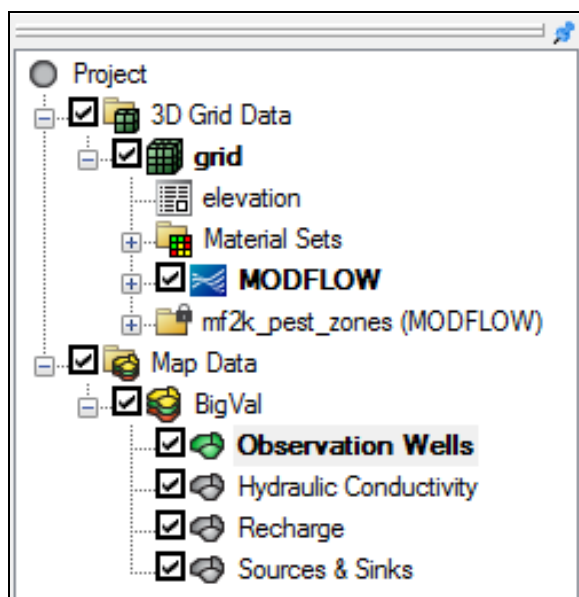 Project
3D Grid Data
grid
elevation
Material Sets
MODFLOW
mf2k_pest_zones (MODFLOW)
Map Data
BigVal
Observation Wells
Hydraulic Conductivity
Recharge
Sources & Sinks